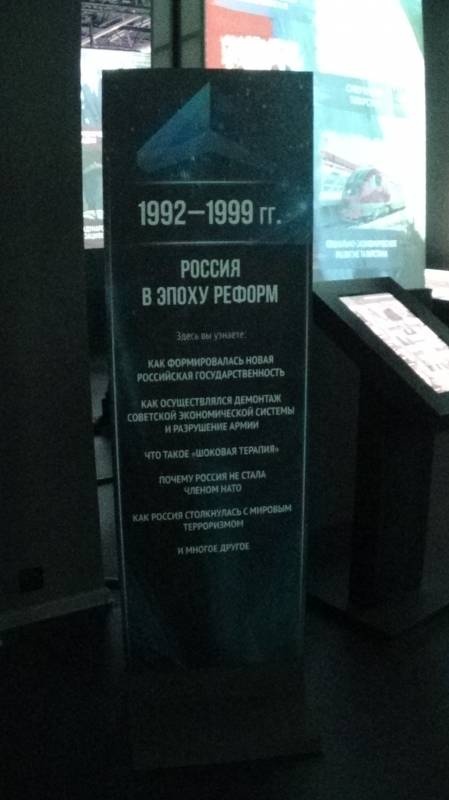 1992–1999 гг.
РОССИЯ
В ЭПОХУ РЕФОРМ
Здесь вы узнаете:
КАК ФОРМИРОВАЛАСЬ НОВАЯ
РОССИЙСКАЯ ГОСУДАРСТВЕННОСТЬ
КАК ОСУЩЕСТВЛЯЛСЯ ДЕМОНТАЖ
СОВЕТСКОЙ ЭКОНОМИЧЕСКОЙ СИСТЕМЫ
И РАЗРУШЕНИЕ АРМИИ
ЧТО ТАКОЕ «ШОКОВАЯ ТЕРАПИЯ»
ПОЧЕМУ РОССИЯ НЕ СТАЛА
ЧЛЕНОМ НАТО
КАК РОССИЯ СТОЛКНУЛАСЬ С МИРОВЫМ
ТЕРРОРИЗМОМ
И МНОГОЕ ДРУГОЕ